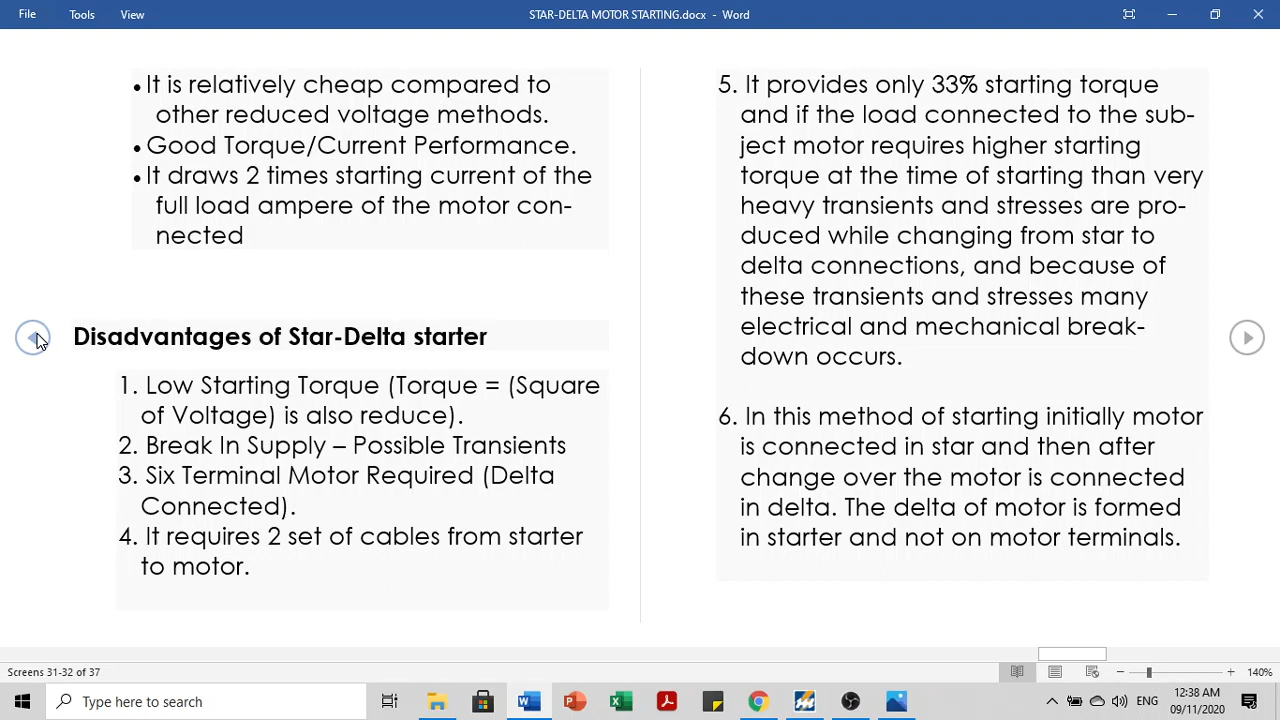 File Tools View STAR-DELTA MOTOR STARTING.docx - Word
• It is relatively cheap compared to
other reduced voltage methods.
• Good Torque/Current Performance.
• It draws 2 times starting current of the
full load ampere of the motor con-
nected
Disadvantages of Star-Delta starter
1. Low Starting Torque (Torque = (Square
of Voltage) is also reduce).
2. Break In Supply – Possible Transients
3. Six Terminal Motor Required (Delta
Connected).
4. It requires 2 set of cables from starter
to motor.
5. It provides only 33% starting torque
and if the load connected to the sub-
ject motor requires higher starting
torque at the time of starting than very
heavy transients and stresses are pro-
duced while changing from star to
delta connections, and because of
these transients and stresses many
electrical and mechanical break-
down occurs.
6. In this method of starting initially motor
is connected in star and then after
change over the motor is connected
in delta. The delta of motor is formed
in starter and not on motor terminals.
Screens 31-32 of 37
140%
Type here to search
ENG
12:38 AM
09/11/2020